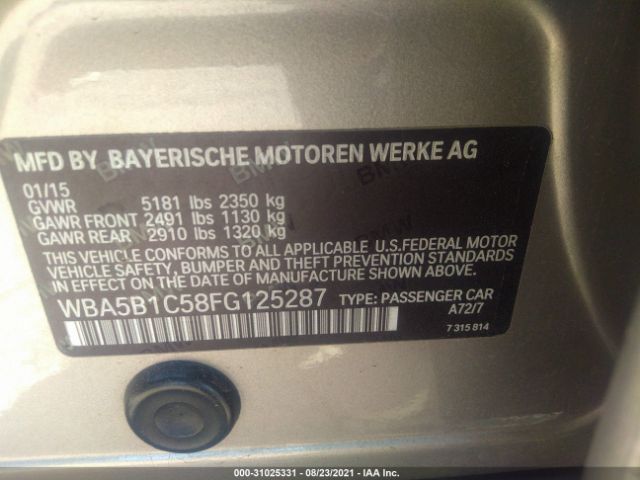 MFD BY BAYERISCHE MOTOREN WERKE AG
01/15
GVWR 5181 lbs 2350 kg
GAWR FRONT 2491 lbs 1130 kg
GAWR REAR 2910 lbs 1320 kg
THIS VEHICLE CONFORMS TO ALL APPLICABLE U.S.FEDERAL MOTOR
VEHICLE SAFETY, BUMPER AND THEFT PREVENTION STANDARDS
IN EFFECT ON THE DATE OF MANUFACTURE SHOWN ABOVE.
WBA5B1C58FG125287 TYPE: PASSENGER CAR
A72/7
7 315 814
000-31025331 - 08/23/2021 - IAA Inc.